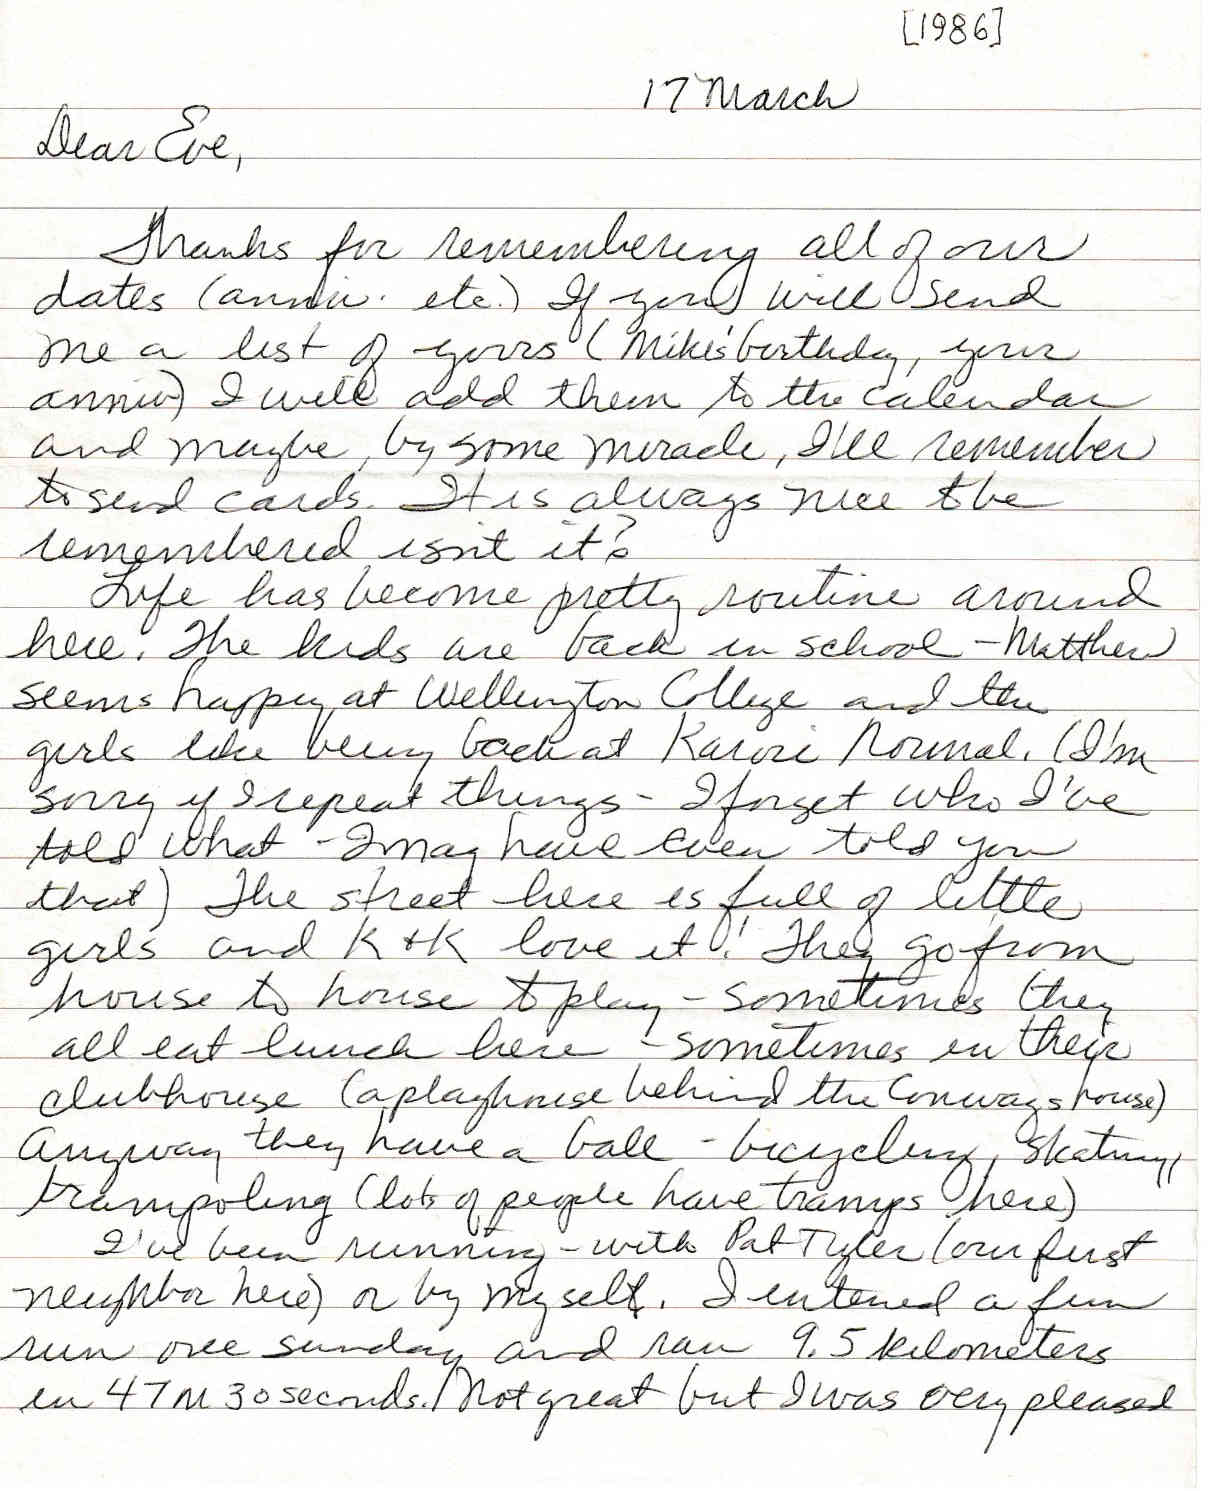 [1986]
17 March
Dear Eve,
Thanks for remembering all of our
dates (anniv. etc.) If you will send
me a list of yours (Mike's birthday, your
anniv) I will add them to the calendar
and maybe, by some miracle, I'll remember
to send cards. It is always nice to be
remembered isn't it?
Life has become pretty routine around
here. The kids are back in school - Matthew
seems happy at Wellington College and the
girls like being back at Karori Normal. (I'm
sorry if I repeat things - I forget who I've
told what - I may have even told you
that) The street here is full of little
girls and K + K love it! They go from
house to house to play - sometimes they
all eat lunch here - sometimes in their
clubhouse (a playhouse behind the Conways house)
Anyway they have a ball - bicycling, skating,
trampoling (lots of people have tramps here)
I've been running - with Pat Tyler (our first
neighbor here) or by myself. I entered a fun
run one sunday and ran 9.5 kilometers
in 47 M 30 seconds. Not great but I was very pleased